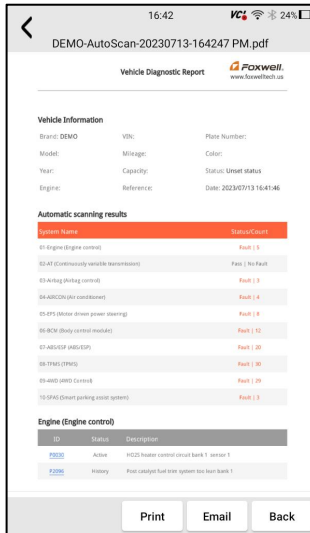 16:42 VCi 24%
DEMO-AutoScan-20230713-164247 PM.pdf
Vehicle Diagnostic Report
Foxwell.
www.foxwelltech.us
Vehicle Information
Brand: DEMO VIN: Plate Number:
Model: Mileage: Color:
Year: Capacity: Status: Unset status
Engine: Reference: Date: 2023/07/13 16:41:46
Automatic scanning results
System Name Status/Count
01-Engine (Engine control) Fault | 5
02-AT (Continuously variable transmission) Pass | No Fault
03-Airbag (Airbag control) Fault | 3
04-AIRCON (Air conditioner) Fault | 4
05-EPS (Motor driven power steering) Fault | 8
06-BCM (Body control module) Fault | 12
07-ABS/ESP (ABS/ESP) Fault | 20
08-TPMS (TPMS) Fault | 30
09-4WD (4WD Control) Fault | 29
10-SPAS (Smart parking assist system) Fault | 3
Engine (Engine control)
ID Status Description
P0030 Active HO2S heater control circuit bank 1 sensor 1
P2096 History Post catalyst fuel trim system too lean bank 1
Print Email Back